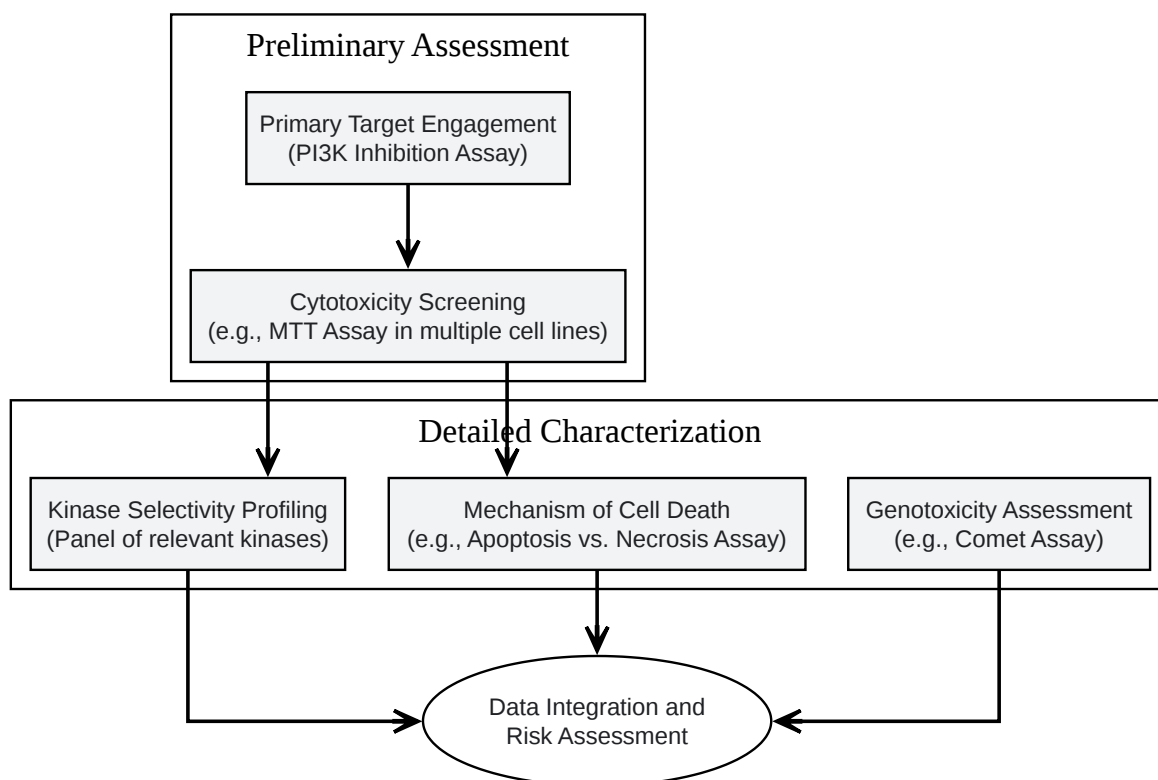 Preliminary Assessment
Primary Target Engagement
(PI3K Inhibition Assay)
Cytotoxicity Screening
(e.g., MTT Assay in multiple cell lines)
Detailed Characterization
Kinase Selectivity Profiling
(Panel of relevant kinases)
Mechanism of Cell Death
(e.g., Apoptosis vs. Necrosis Assay)
Genotoxicity Assessment
(e.g., Comet Assay)
Data Integration and
Risk Assessment